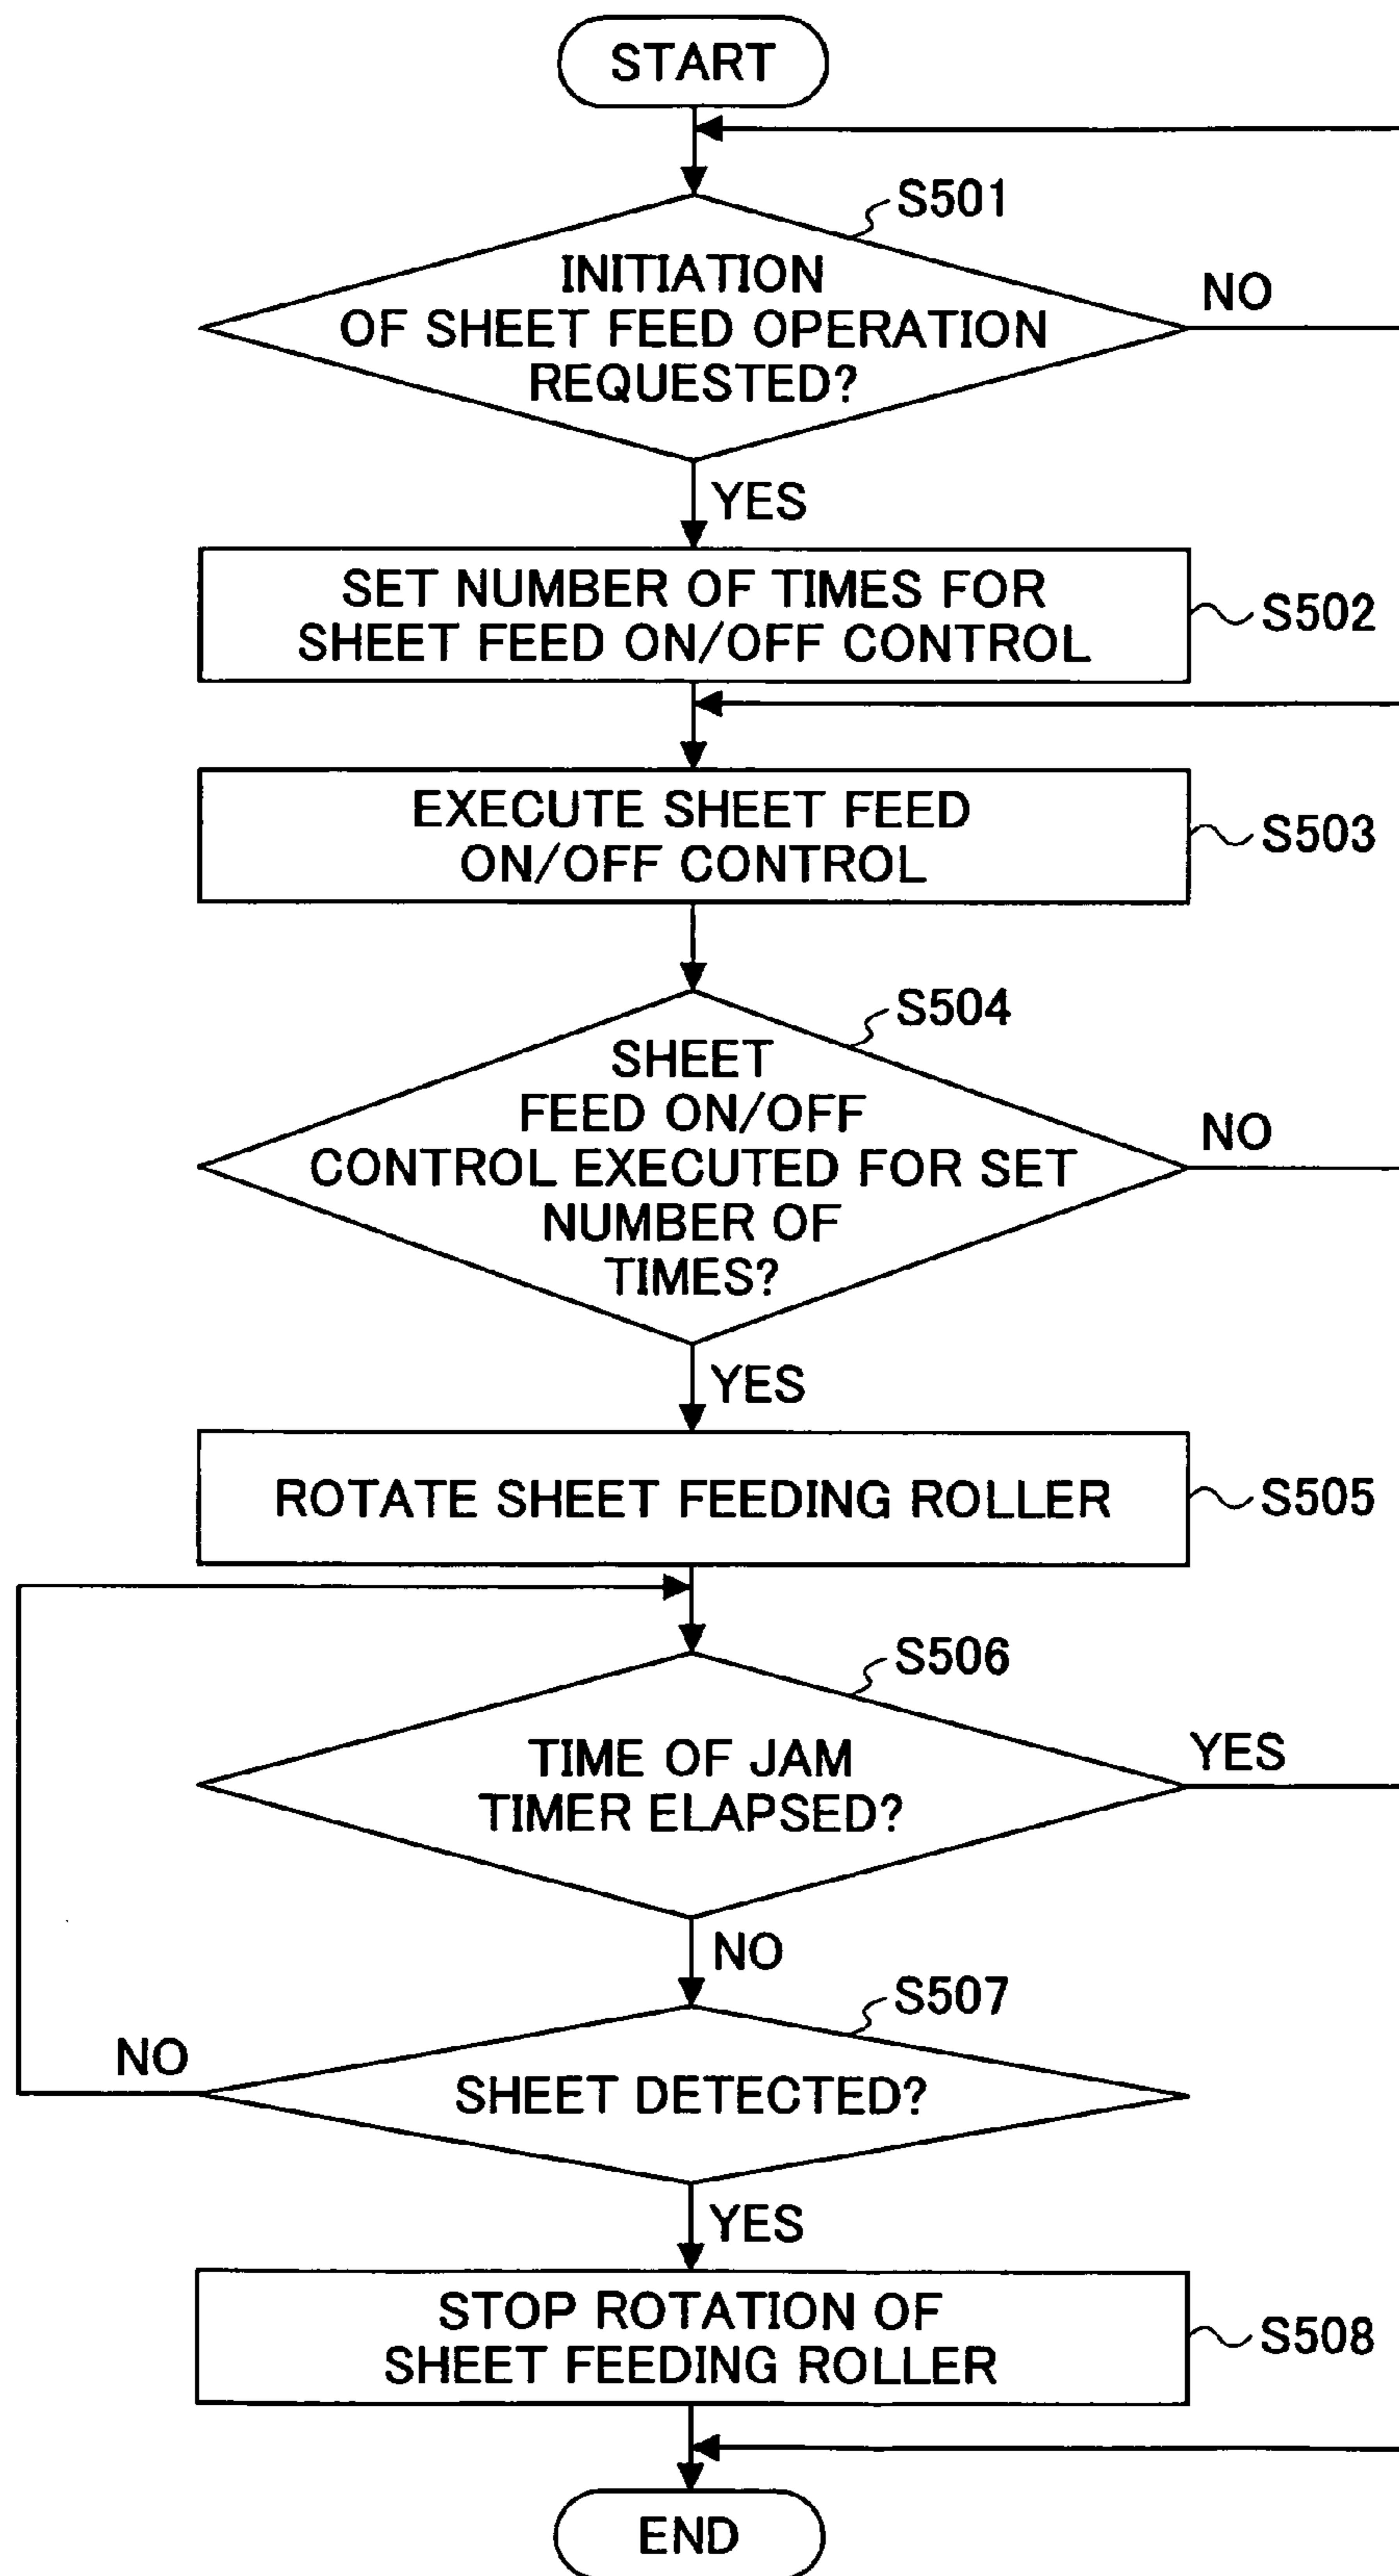 START
S501
INITIATION
OF SHEET FEED OPERATION
REQUESTED?
NO
YES
SET NUMBER OF TIMES FOR
SHEET FEED ON/OFF CONTROL
S502
EXECUTE SHEET FEED
ON/OFF CONTROL
S503
S504
SHEET
FEED ON/OFF
CONTROL EXECUTED FOR SET
NUMBER OF
TIMES?
NO
YES
ROTATE SHEET FEEDING ROLLER
S505
S506
TIME OF JAM
TIMER ELAPSED?
YES
NO
S507
NO
SHEET DETECTED?
YES
STOP ROTATION OF
SHEET FEEDING ROLLER
S508
END